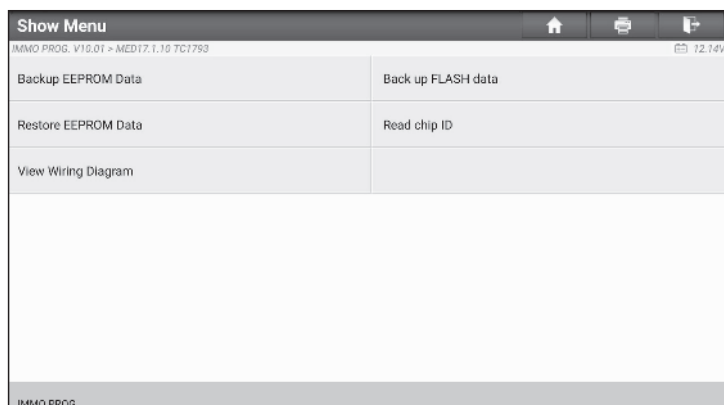 Show Menu
IMMO PROG. V10.01 > MED17.1.10 TC1793
12.14V
Backup EEPROM Data
Back up FLASH data
Restore EEPROM Data
Read chip ID
View Wiring Diagram
IMMO PROG